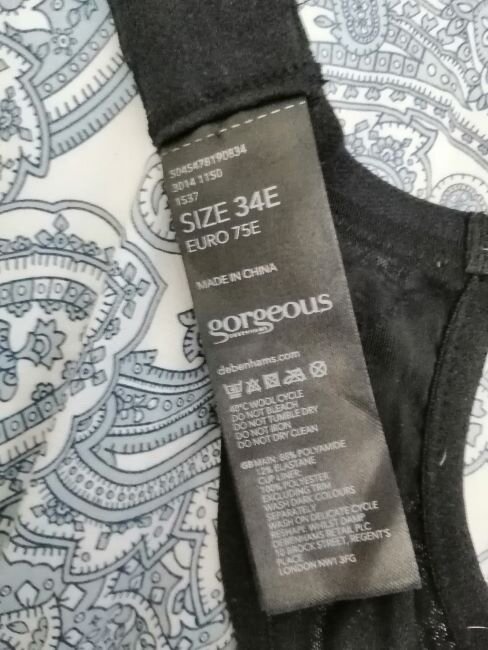 S045478190834
3014 1150
1537
SIZE 34E
EURO 75E
MADE IN CHINA
gorgeous
DEBENHAMS
debenhams.com
40°C WOOL CYCLE
DO NOT BLEACH
DO NOT TUMBLE DRY
DO NOT IRON
DO NOT DRY CLEAN
GB MAIN: 88% POLYAMIDE
12% ELASTANE
CUP LINER:
100% POLYESTER
EXCLUDING TRIM
WASH DARK COLOURS
SEPARATELY
WASH ON DELICATE CYCLE
RESHAPE WHILST DAMP
DEBENHAMS RETAIL PLC
10 BROCK STREET, REGENT'S
PLACE,
LONDON NW1 3FG